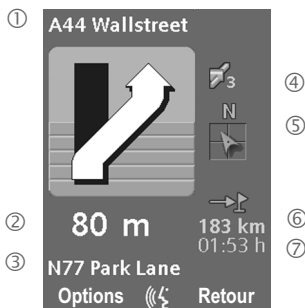 ①
A44 Wallstreet
④
3
N
⑤
②
80 m
⑥
183 km
⑦
01:53 h
③
N77 Park Lane
Options Retour